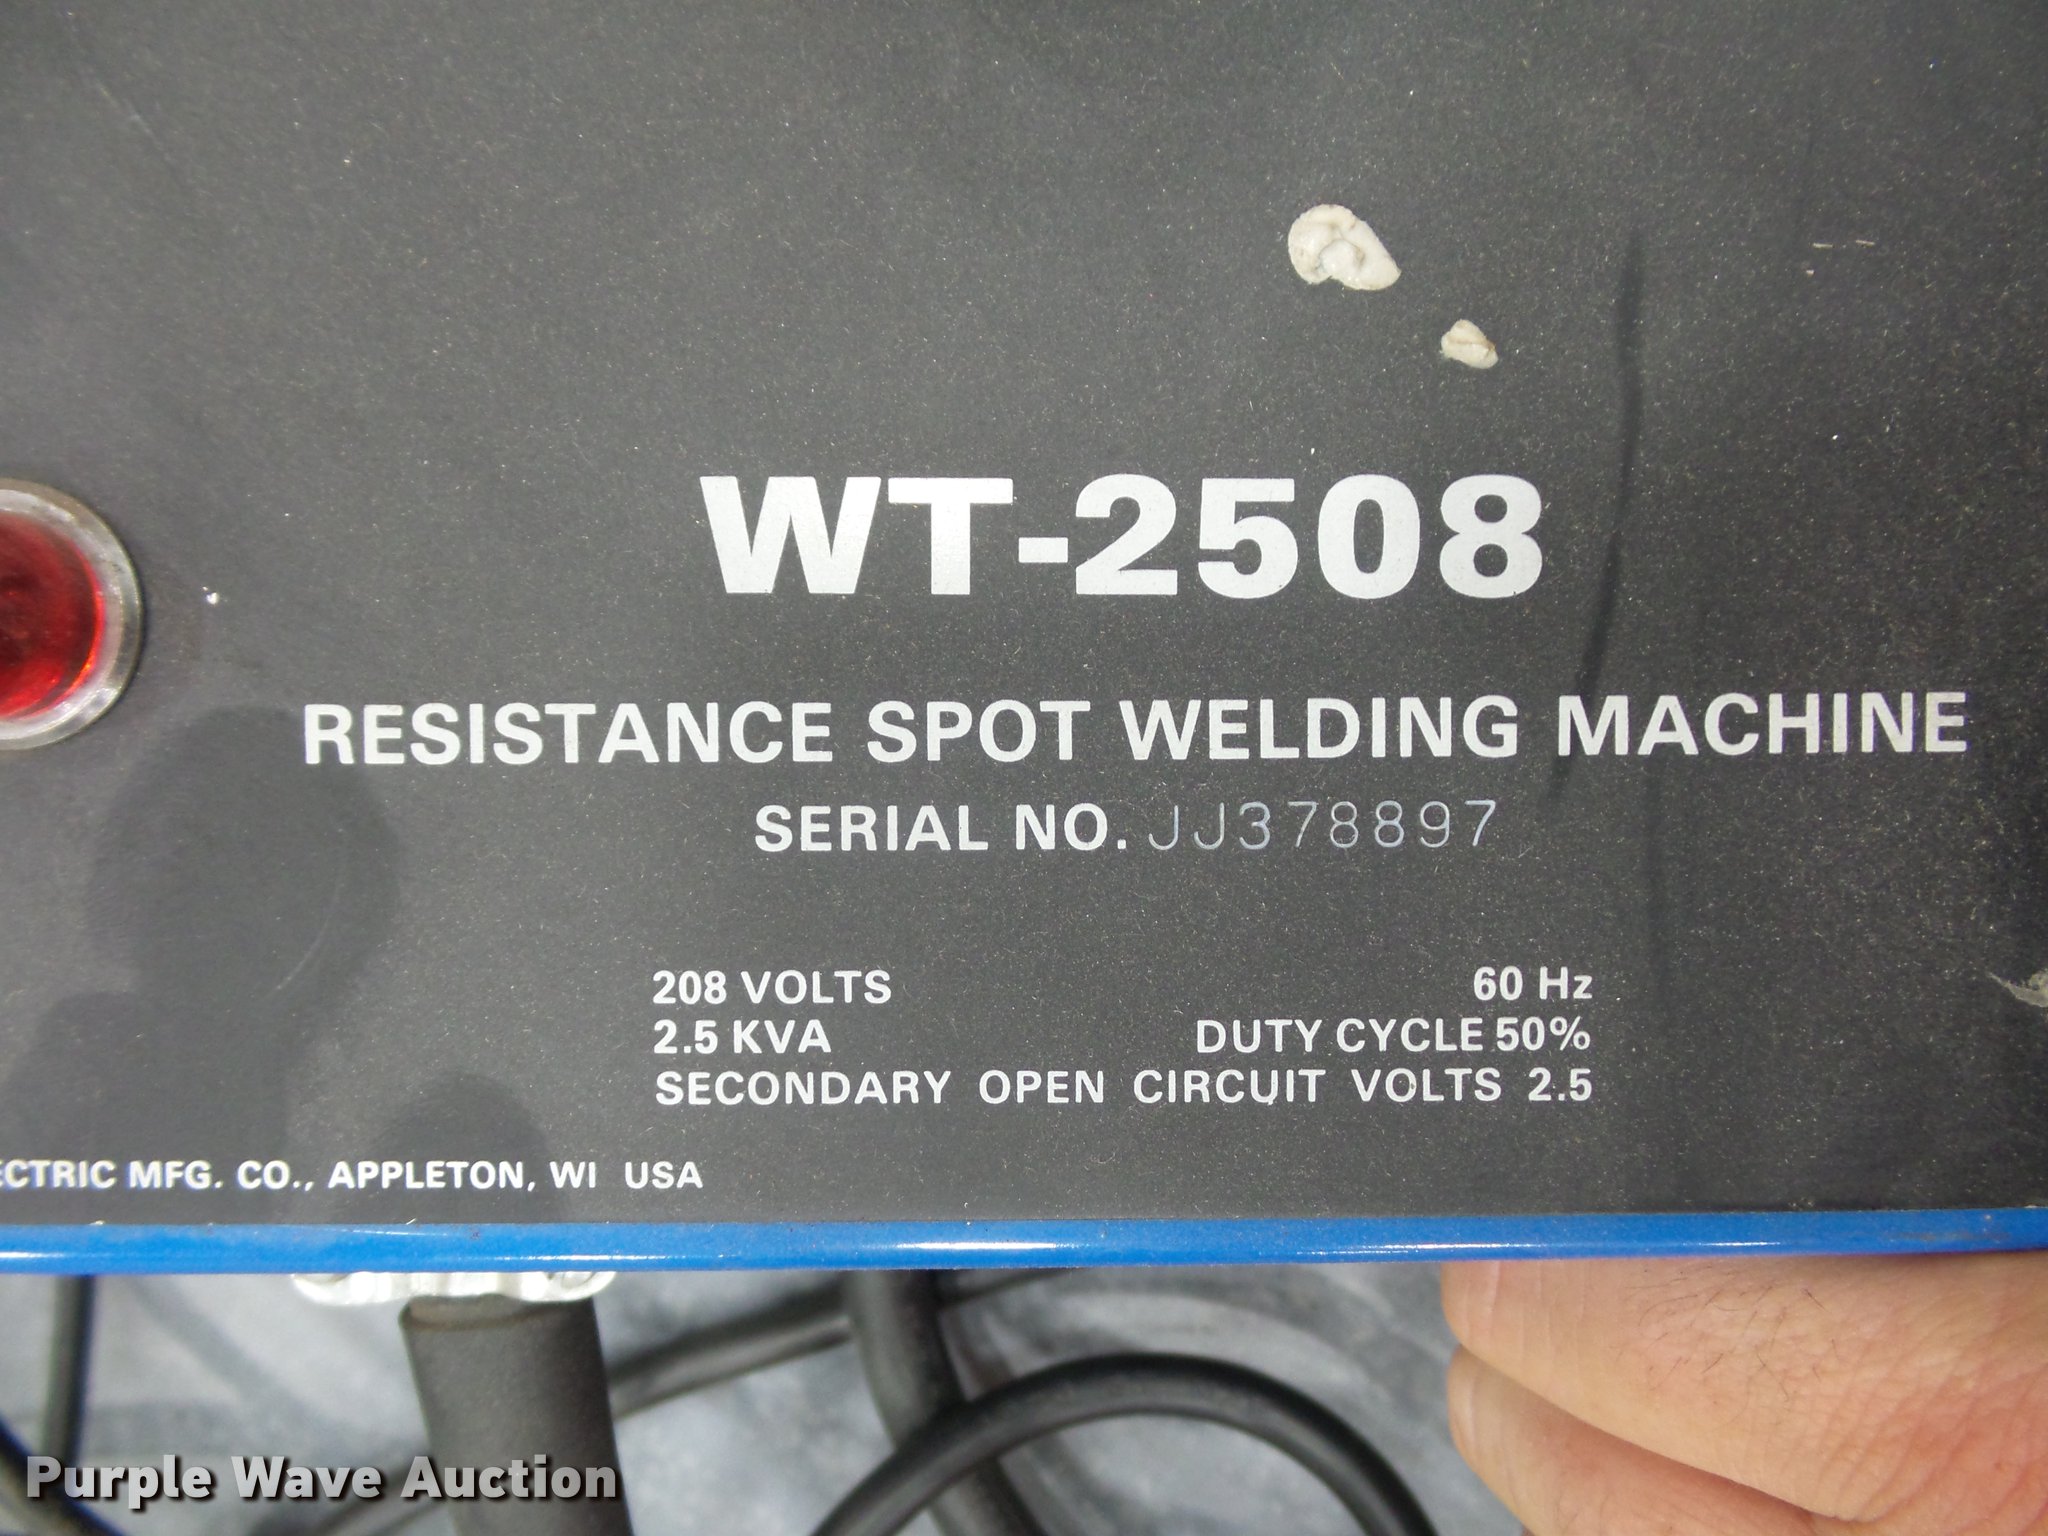 WT-2508
RESISTANCE SPOT WELDING MACHINE
SERIAL NO. JJ378897
208 VOLTS 60 Hz
2.5 KVA DUTY CYCLE 50%
SECONDARY OPEN CIRCUIT VOLTS 2.5
ECTRIC MFG. CO., APPLETON, WI USA
Purple Wave Auction